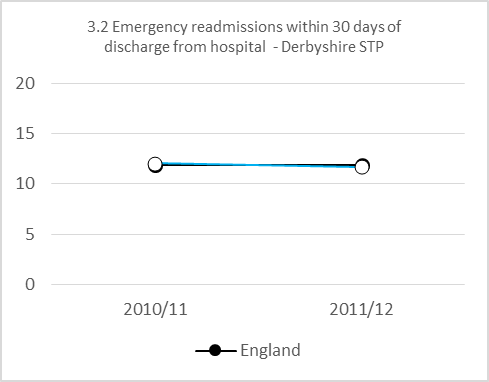 3.2 Emergency readmissions within 30 days of
discharge from hospital - Derbyshire STP
20
15
10
5
0
2010/11 2011/12
England